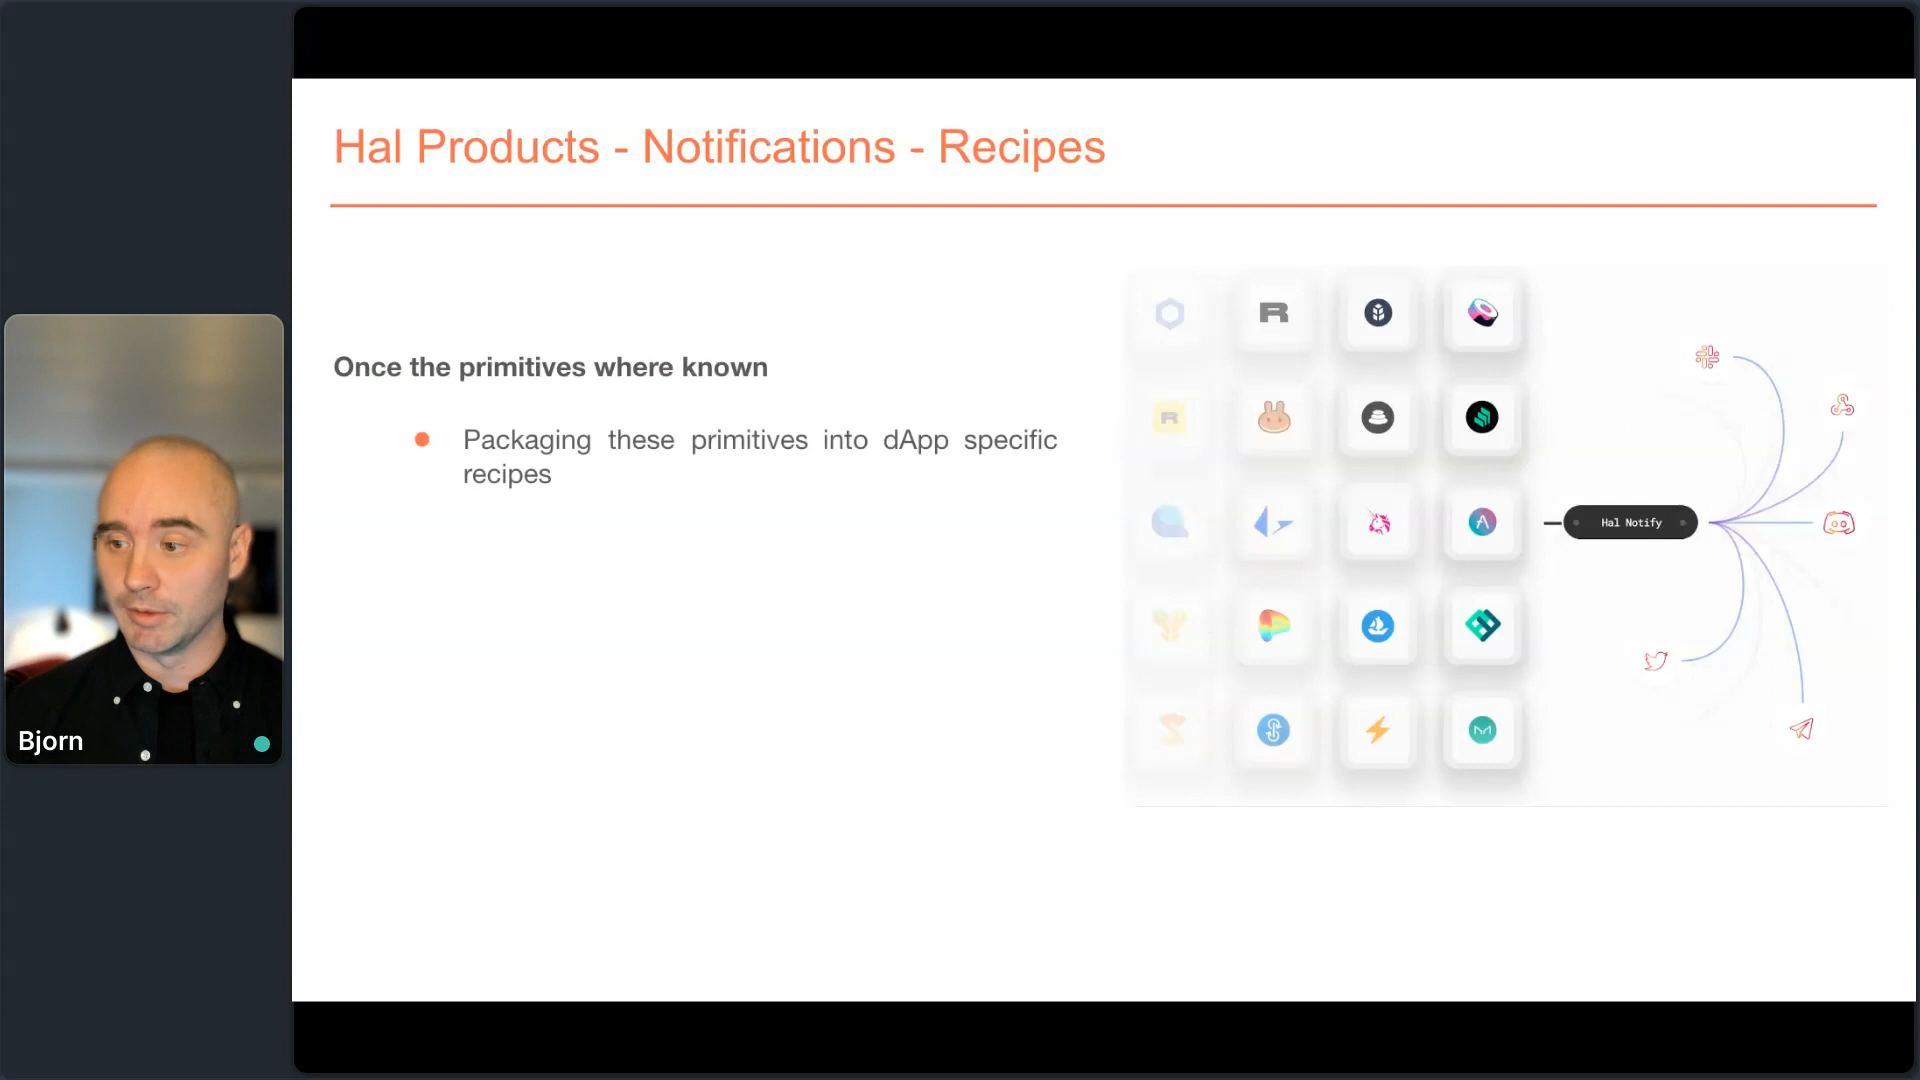 Hal Products - Notifications - Recipes
Once the primitives where known
Packaging these primitives into dApp specific
recipes
Hal Notify
Bjorn